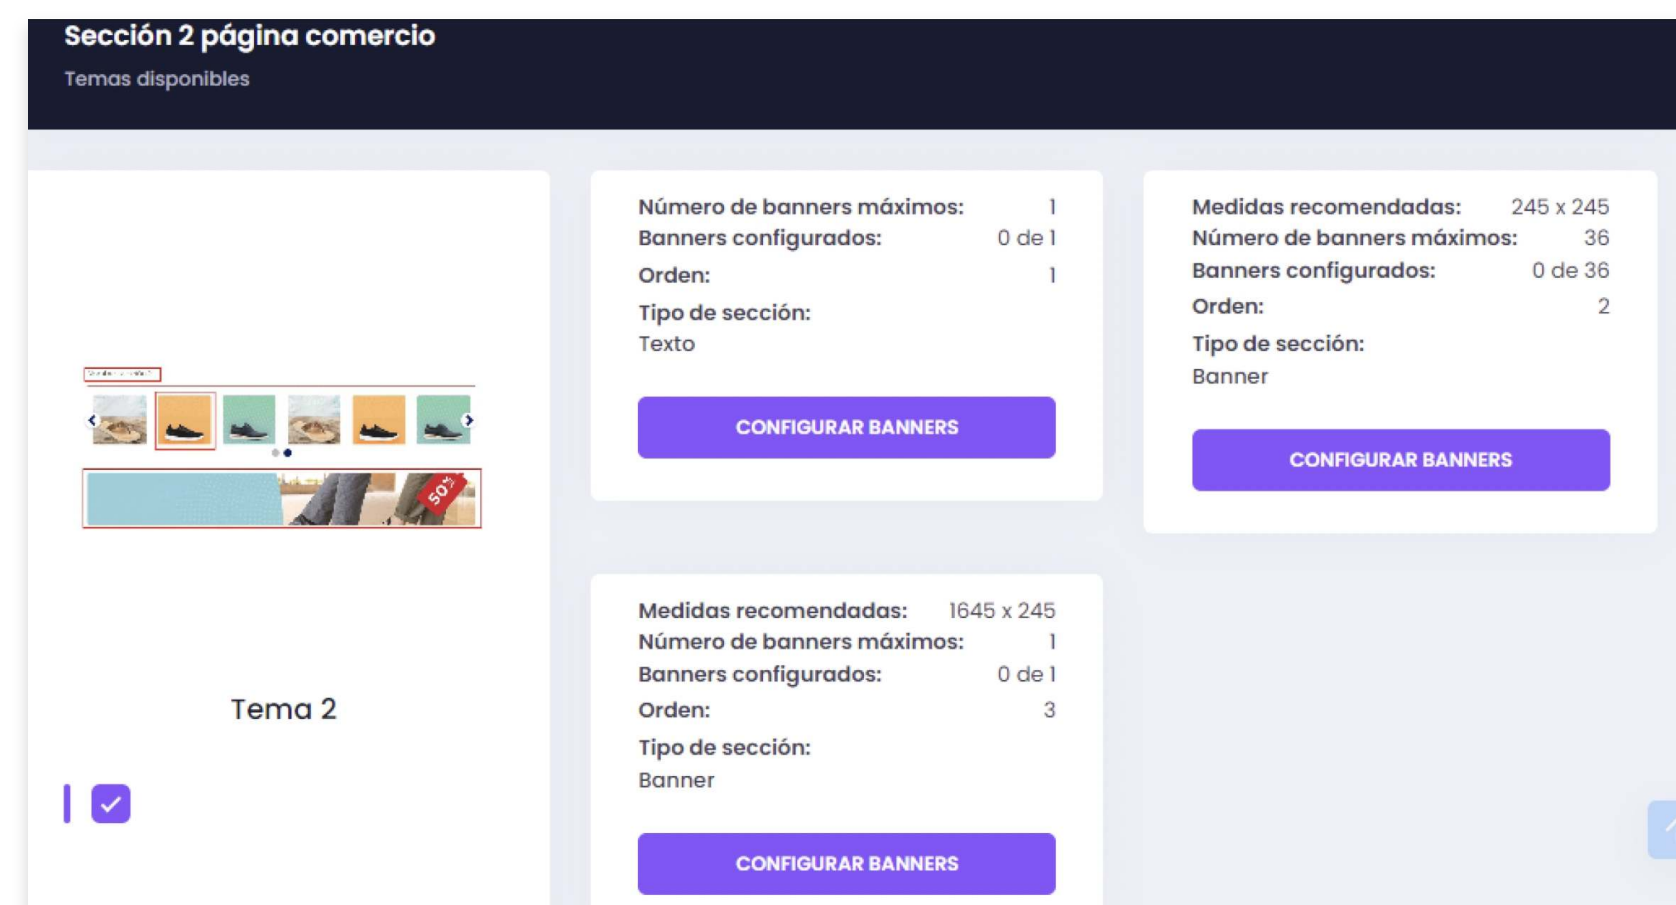 Sección 2 página comercio
Temas disponibles
50%
Tema 2
Número de banners máximos: 1
Banners configurados: 0 de 1
Orden: 1
Tipo de sección:
Texto
CONFIGURAR BANNERS
Medidas recomendadas: 245 x 245
Número de banners máximos: 36
Banners configurados: 0 de 36
Orden: 2
Tipo de sección:
Banner
CONFIGURAR BANNERS
Medidas recomendadas: 1645 x 245
Número de banners máximos: 1
Banners configurados: 0 de 1
Orden: 3
Tipo de sección:
Banner
CONFIGURAR BANNERS